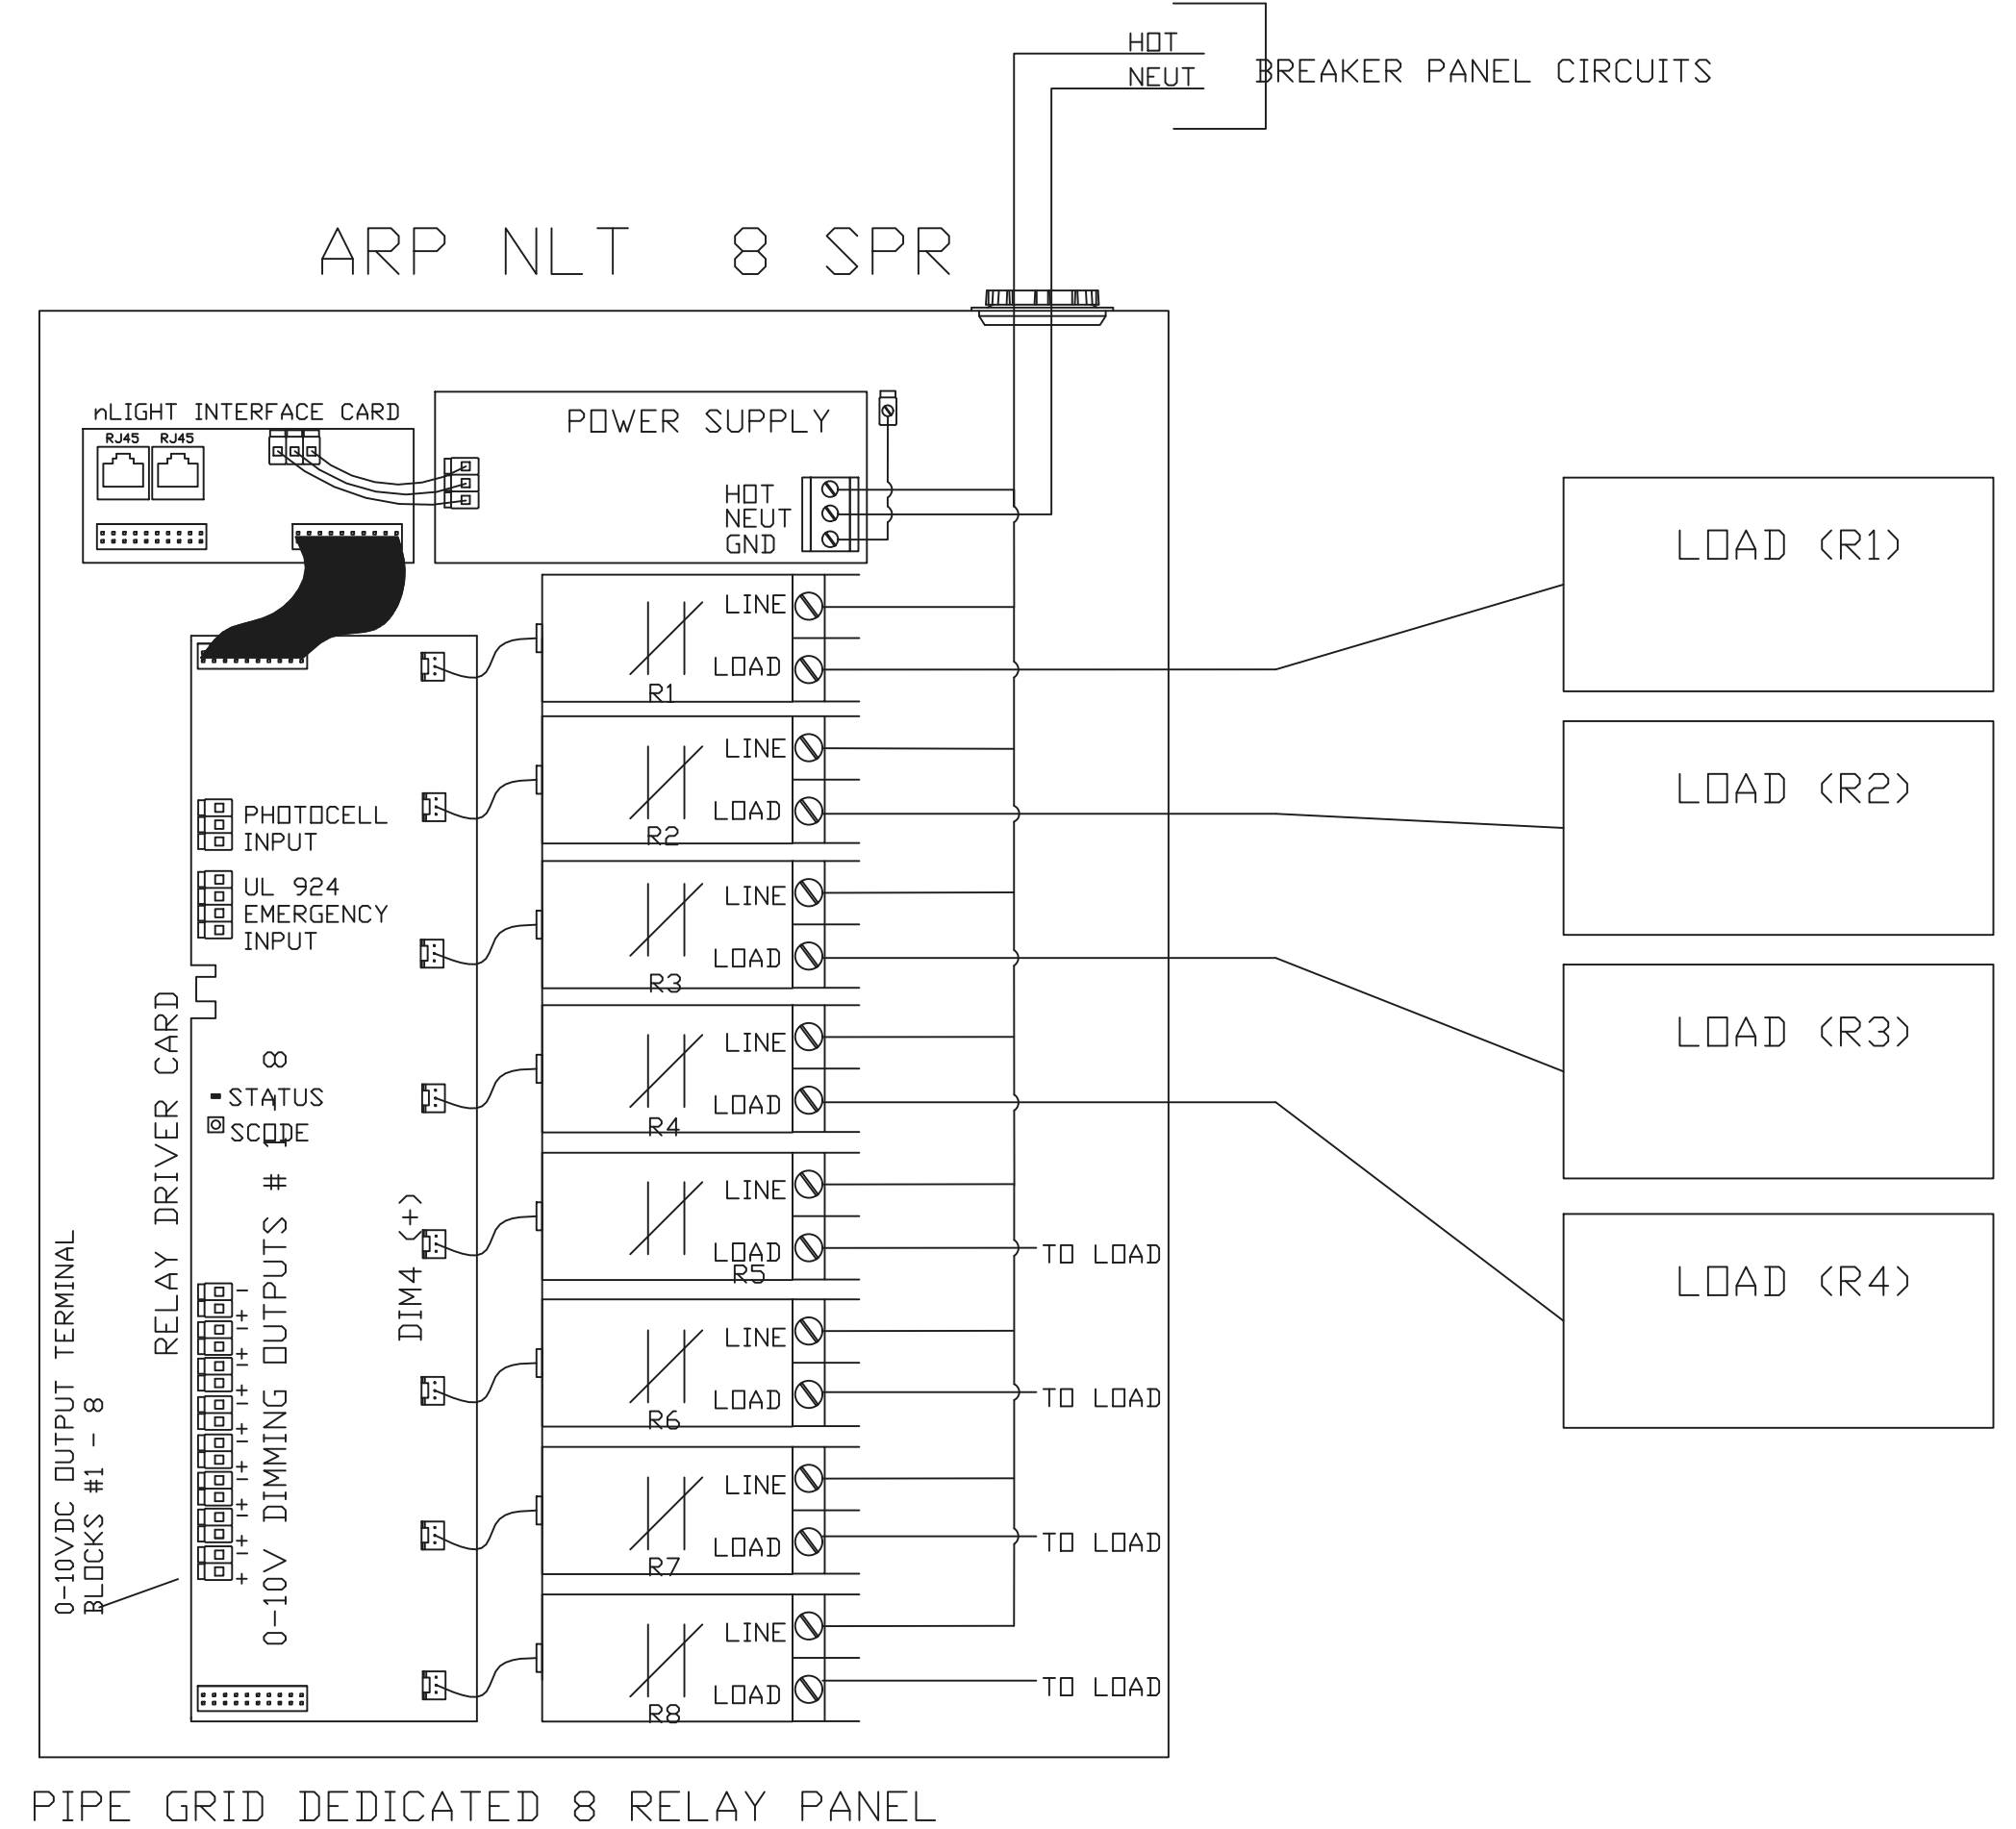 HOT
NEUT
BREAKER PANEL CIRCUITS
ARP NLT 8 SPR
nLIGHT INTERFACE CARD
RJ45 RJ45
POWER SUPPLY
HOT
NEUT
GND
LINE
LOAD
R1
LINE
LOAD
R2
LINE
LOAD
R3
LINE
LOAD
R4
LINE
LOAD
R5
LINE
LOAD
R6
LINE
LOAD
R7
LINE
LOAD
R8
TO LOAD
TO LOAD
TO LOAD
TO LOAD
LOAD (R1)
LOAD (R2)
LOAD (R3)
LOAD (R4)
PHOTOCELL
INPUT
UL 924
EMERGENCY
INPUT
STATUS
SCODE
RELAY DRIVER CARD
0-10V DIMMING OUTPUTS # 1 - 8
DIM4 (+)
0-10VDC OUTPUT TERMINAL
BLOCKS #1 - 8
-
+
-
+
-
+
-
+
-
+
-
+
-
+
-
+
PIPE GRID DEDICATED 8 RELAY PANEL